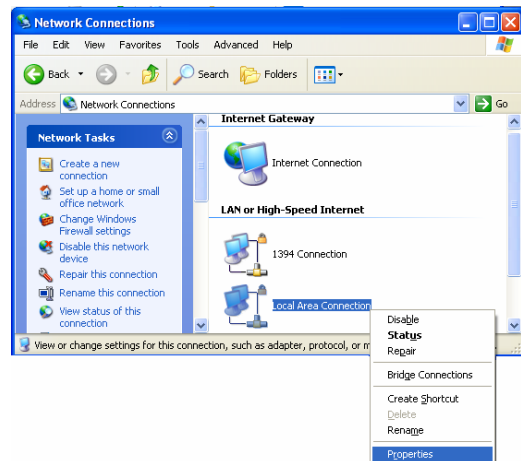 Network Connections
File Edit View Favorites Tools Advanced Help
Back Search Folders
Address Network Connections Go
Network Tasks
Create a new
connection
Set up a home or small
office network
Change Windows
Firewall settings
Disable this network
device
Repair this connection
Rename this connection
View status of this
connection
Internet Gateway
Internet Connection
LAN or High-Speed Internet
1394 Connection
Local Area Connection
Disable
Status
Repair
Bridge Connections
Create Shortcut
Delete
Rename
Properties
View or change settings for this connection, such as adapter, protocol, or